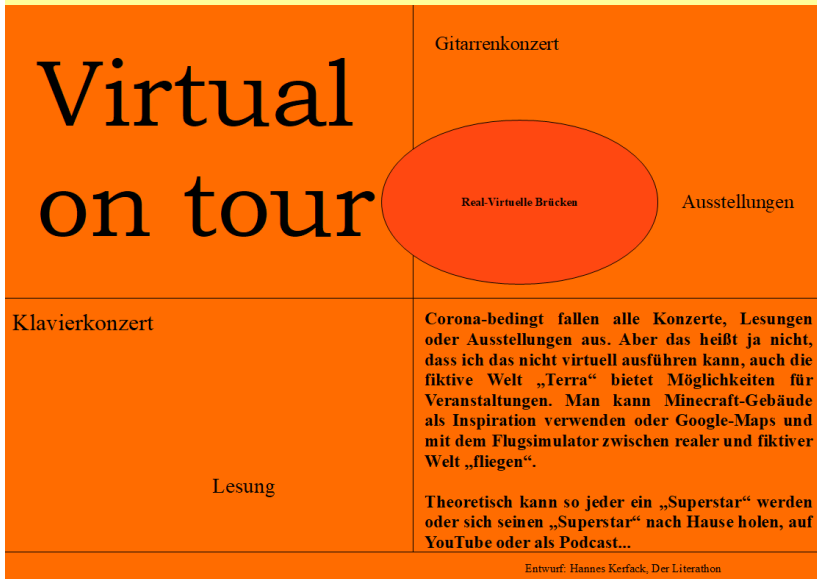 Virtual
on tour
Gitarrenkonzert
Real-Virtuelle Brücken
Ausstellungen
Klavierkonzert
Lesung
Corona-bedingt fallen alle Konzerte, Lesungen
oder Ausstellungen aus. Aber das heißt ja nicht,
dass ich das nicht virtuell ausführen kann, auch die
fiktive Welt „Terra“ bietet Möglichkeiten für
Veranstaltungen. Man kann Minecraft-Gebäude
als Inspiration verwenden oder Google-Maps und
mit dem Flugsimulator zwischen realer und fiktiver
Welt „fliegen“.
Theoretisch kann so jeder ein „Superstar“ werden
oder sich seinen „Superstar“ nach Hause holen, auf
YouTube oder als Podcast...
Entwurf: Hannes Kerfack, Der Literathon